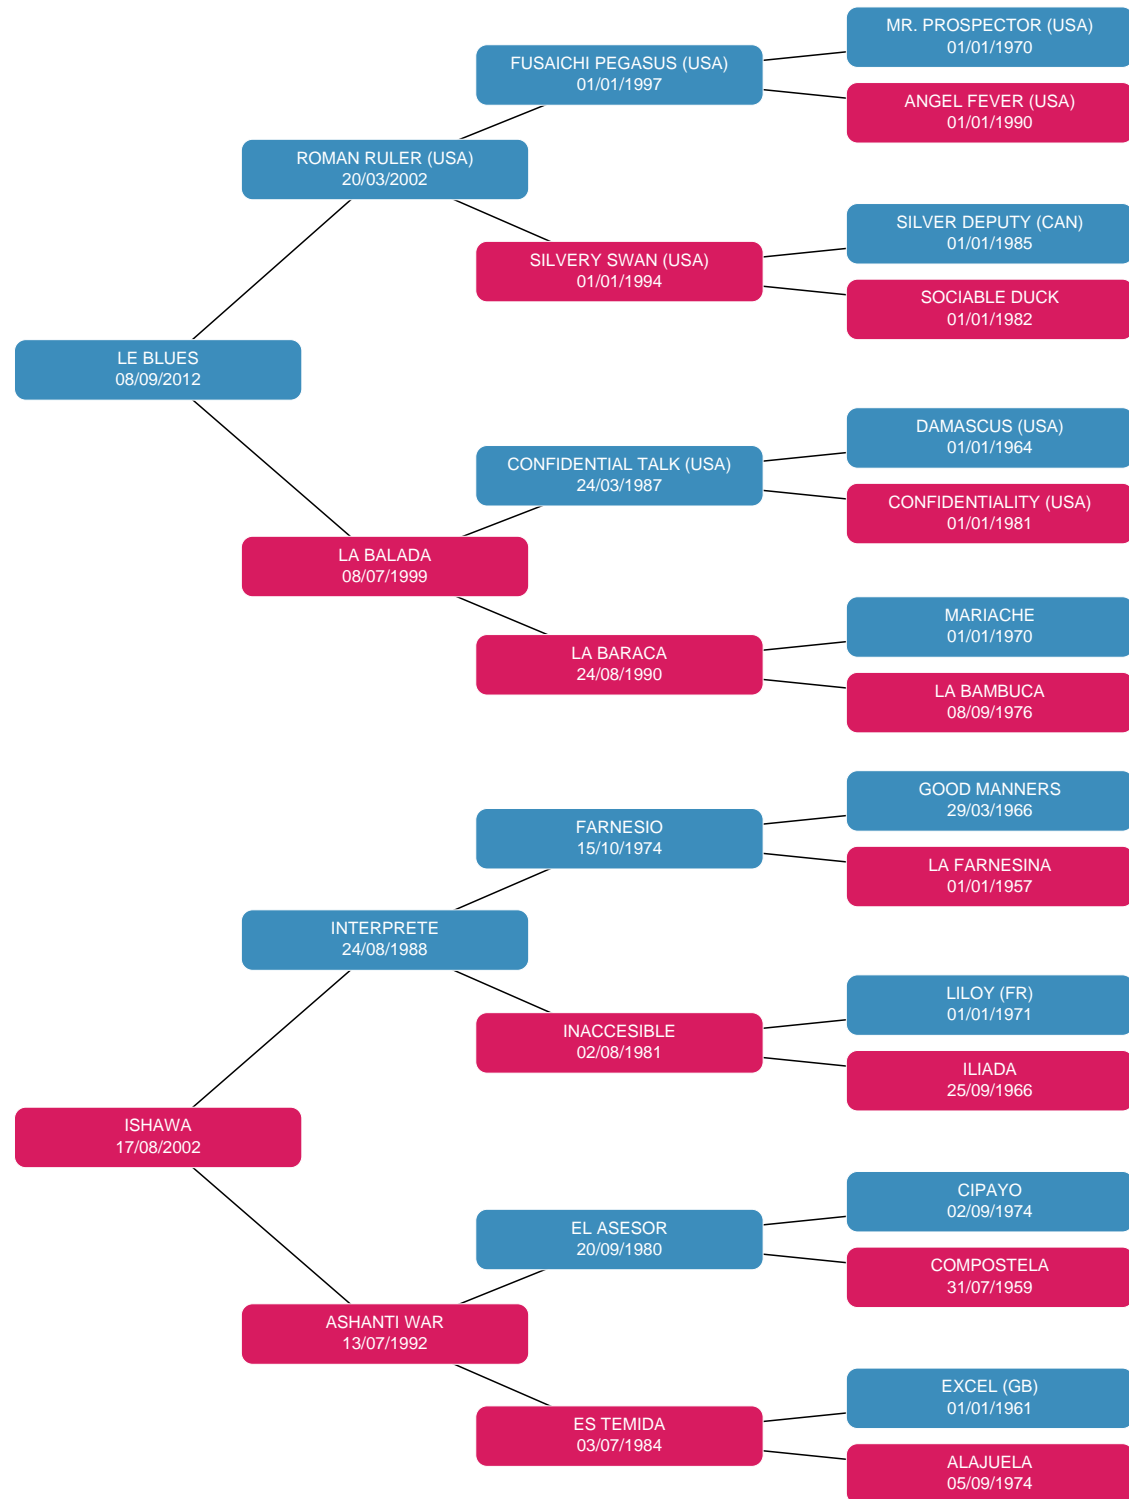 MR. PROSPECTOR (USA)
01/01/1970
FUSAICHI PEGASUS (USA)
01/01/1997
ANGEL FEVER (USA)
01/01/1990
ROMAN RULER (USA)
20/03/2002
SILVER DEPUTY (CAN)
01/01/1985
SILVERY SWAN (USA)
01/01/1994
SOCIABLE DUCK
01/01/1982
LE BLUES
08/09/2012
DAMASCUS (USA)
01/01/1964
CONFIDENTIAL TALK (USA)
24/03/1987
CONFIDENTIALITY (USA)
01/01/1981
LA BALADA
08/07/1999
MARIACHE
01/01/1970
LA BARACA
24/08/1990
LA BAMBUCA
08/09/1976
GOOD MANNERS
29/03/1966
FARNESIO
15/10/1974
LA FARNESINA
01/01/1957
INTERPRETE
24/08/1988
LILOY (FR)
01/01/1971
INACCESIBLE
02/08/1981
ILIADA
25/09/1966
ISHAWA
17/08/2002
CIPAYO
02/09/1974
EL ASESOR
20/09/1980
COMPOSTELA
31/07/1959
ASHANTI WAR
13/07/1992
EXCEL (GB)
01/01/1961
ES TEMIDA
03/07/1984
ALAJUELA
05/09/1974